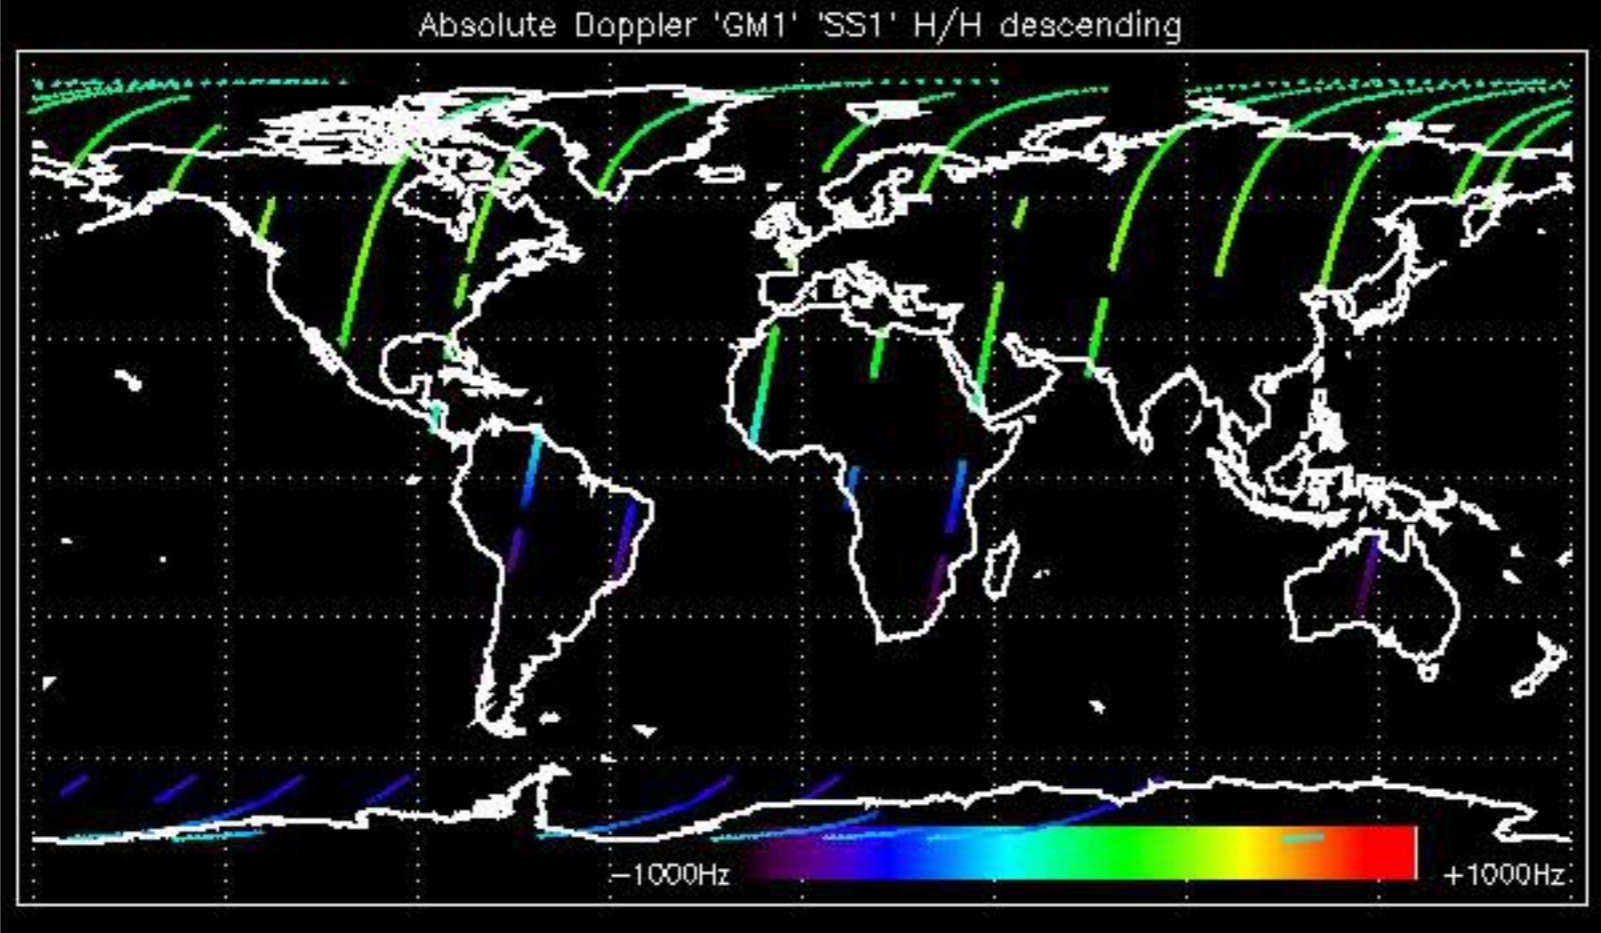 Absolute Doppler 'GM1' 'SS1' H/H descending
−1000Hz
+1000Hz